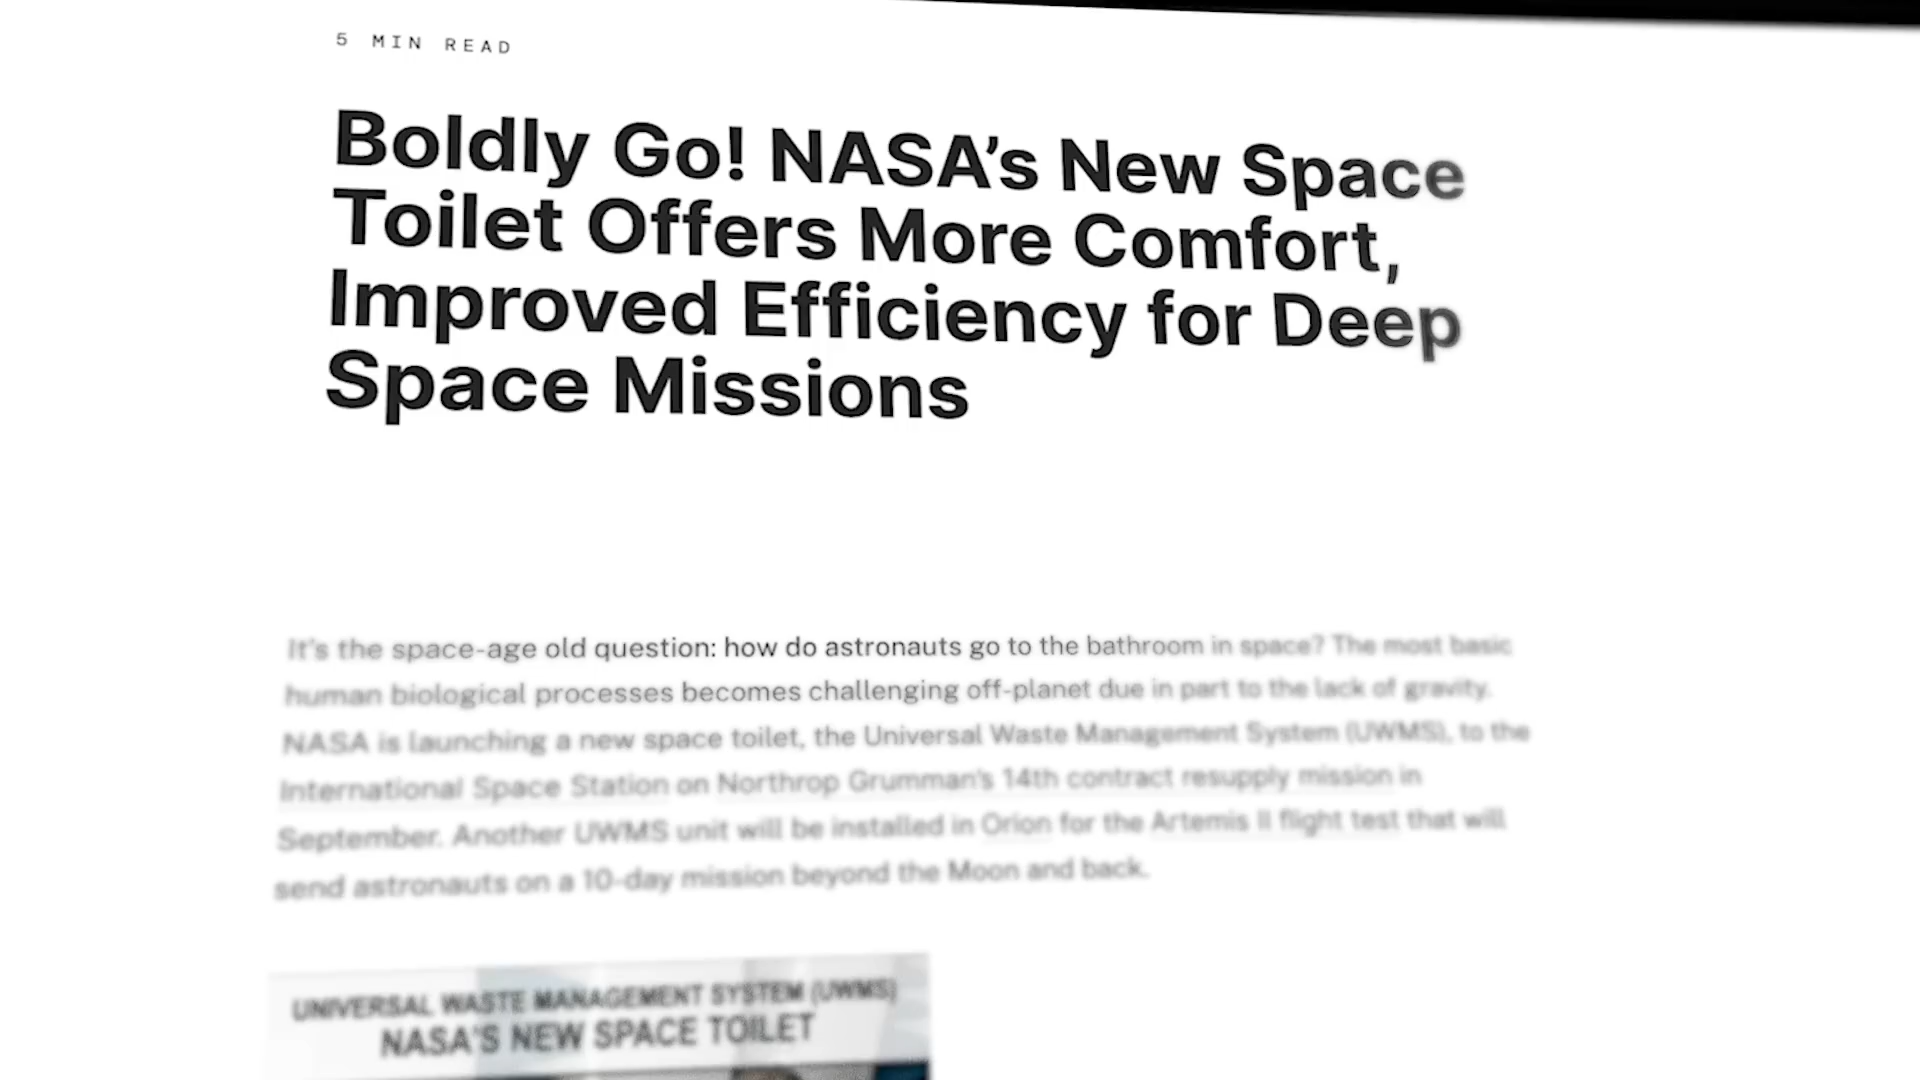 5 MIN READ
Boldly Go! NASA’s New Space
Toilet Offers More Comfort,
Improved Efficiency for Deep
Space Missions
It’s the space-age old question: how do astronauts go to the bathroom in space? The most basic
human biological processes becomes challenging off-planet due in part to the lack of gravity.
NASA is launching a new space toilet, the Universal Waste Management System (UWMS), to the
International Space Station on Northrop Grumman’s 14th contract resupply mission in
September. Another UWMS unit will be installed in Orion for the Artemis II flight test that will
send astronauts on a 10-day mission beyond the Moon and back.
UNIVERSAL WASTE MANAGEMENT SYSTEM (UWMS)
NASA'S NEW SPACE TOILET